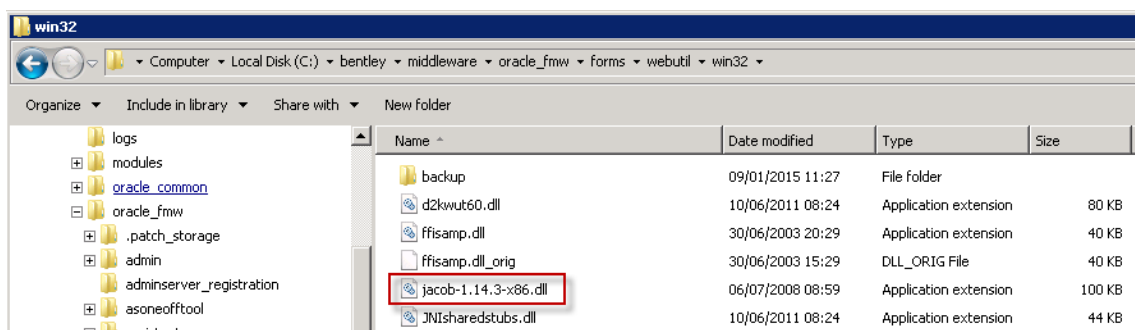 win32
Computer Local Disk (C:) bentley middleware oracle_fmw forms webutil win32
Organize Include in library Share with New folder
logs
modules
oracle_common
oracle_fmw
.patch_storage
admin
adminserver_registration
asoneofftool
Name Date modified Type Size
backup 09/01/2015 11:27 File folder
d2kwut60.dll 10/06/2011 08:24 Application extension 80 KB
ffisamp.dll 30/06/2003 20:29 Application extension 40 KB
ffisamp.dll_orig 30/06/2003 15:29 DLL_ORIG File 40 KB
jacob-1.14.3-x86.dll 06/07/2008 08:59 Application extension 100 KB
JNIsharedstubs.dll 10/06/2011 08:24 Application extension 44 KB